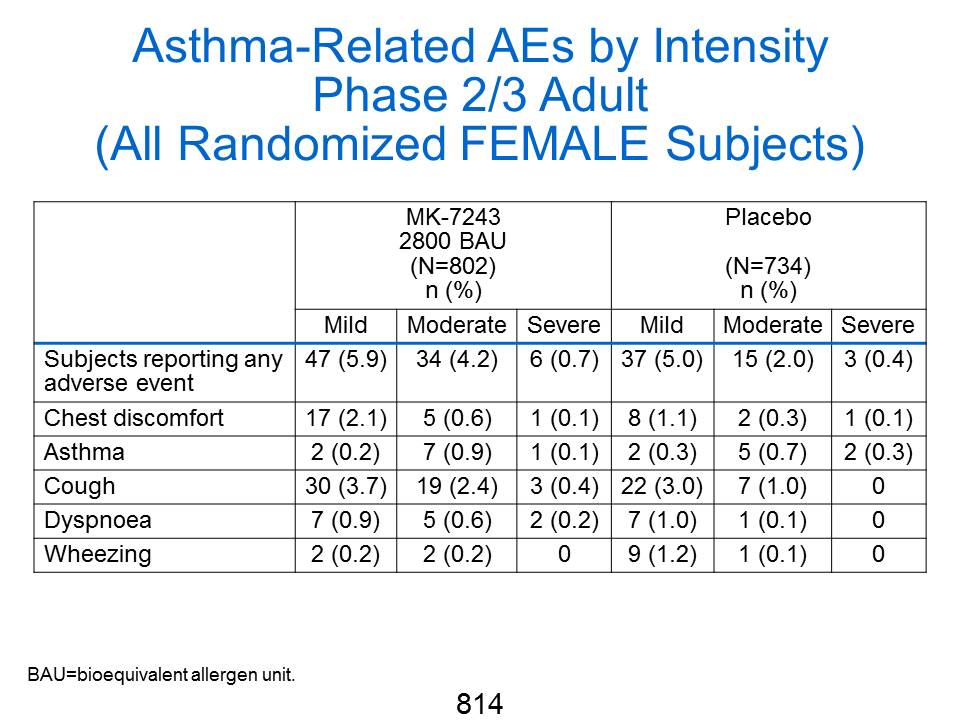 Asthma-Related AEs by Intensity
Phase 2/3 Adult
(All Randomized FEMALE Subjects)
MK-7243
2800 BAU
(N=802)
n (%)
Placebo
(N=734)
n (%)
Mild Moderate Severe Mild Moderate Severe
Subjects reporting any 47 (5.9) 34 (4.2) 6 (0.7) 37 (5.0) 15 (2.0) 3 (0.4)
adverse event
Chest discomfort 17 (2.1) 5 (0.6) 1 (0.1) 8 (1.1) 2 (0.3) 1 (0.1)
Asthma 2 (0.2) 7 (0.9) 1 (0.1) 2 (0.3) 5 (0.7) 2 (0.3)
Cough 30 (3.7) 19 (2.4) 3 (0.4) 22 (3.0) 7 (1.0) 0
Dyspnoea 7 (0.9) 5 (0.6) 2 (0.2) 7 (1.0) 1 (0.1) 0
Wheezing 2 (0.2) 2 (0.2) 0 9 (1.2) 1 (0.1) 0
BAU=bioequivalent allergen unit.
814